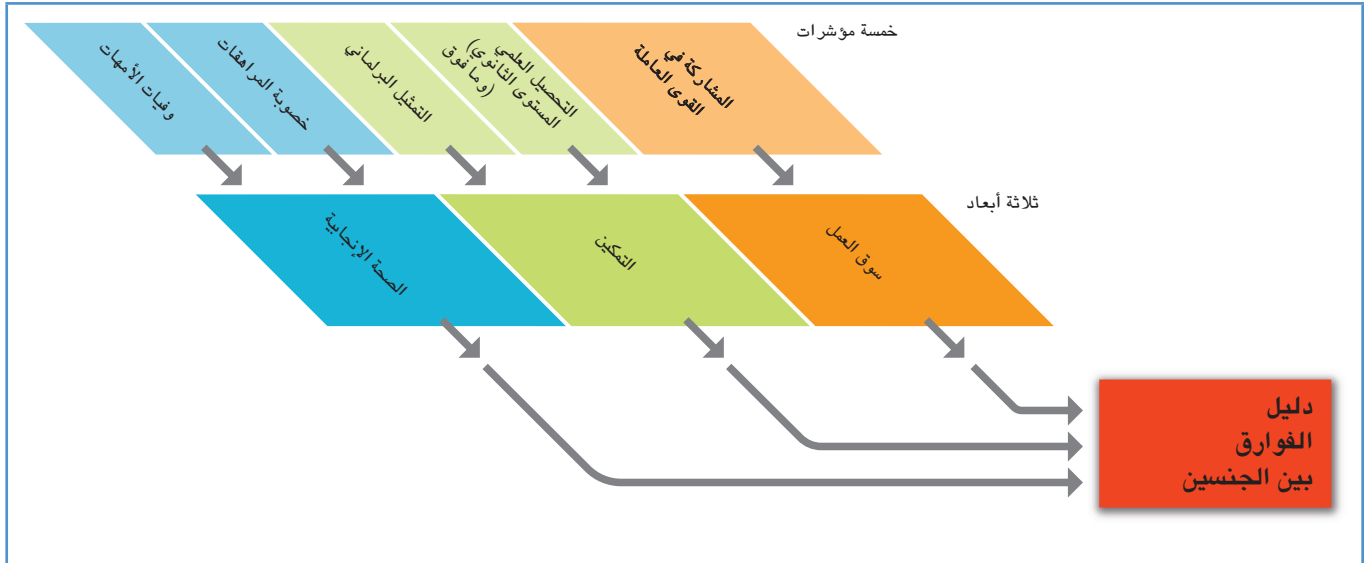 خمسة مؤشرات
المشاركة في
القوى العاملة
التحصيل العلمي
(المستوى الثانوي
وما فوق)
التمثيل البرلماني
خصوبة المراهقات
وفيات الأمهات
ثلاثة أبعاد
سوق العمل
التمكين
الصحة الإنجابية
دليل
الفوارق
بين الجنسين